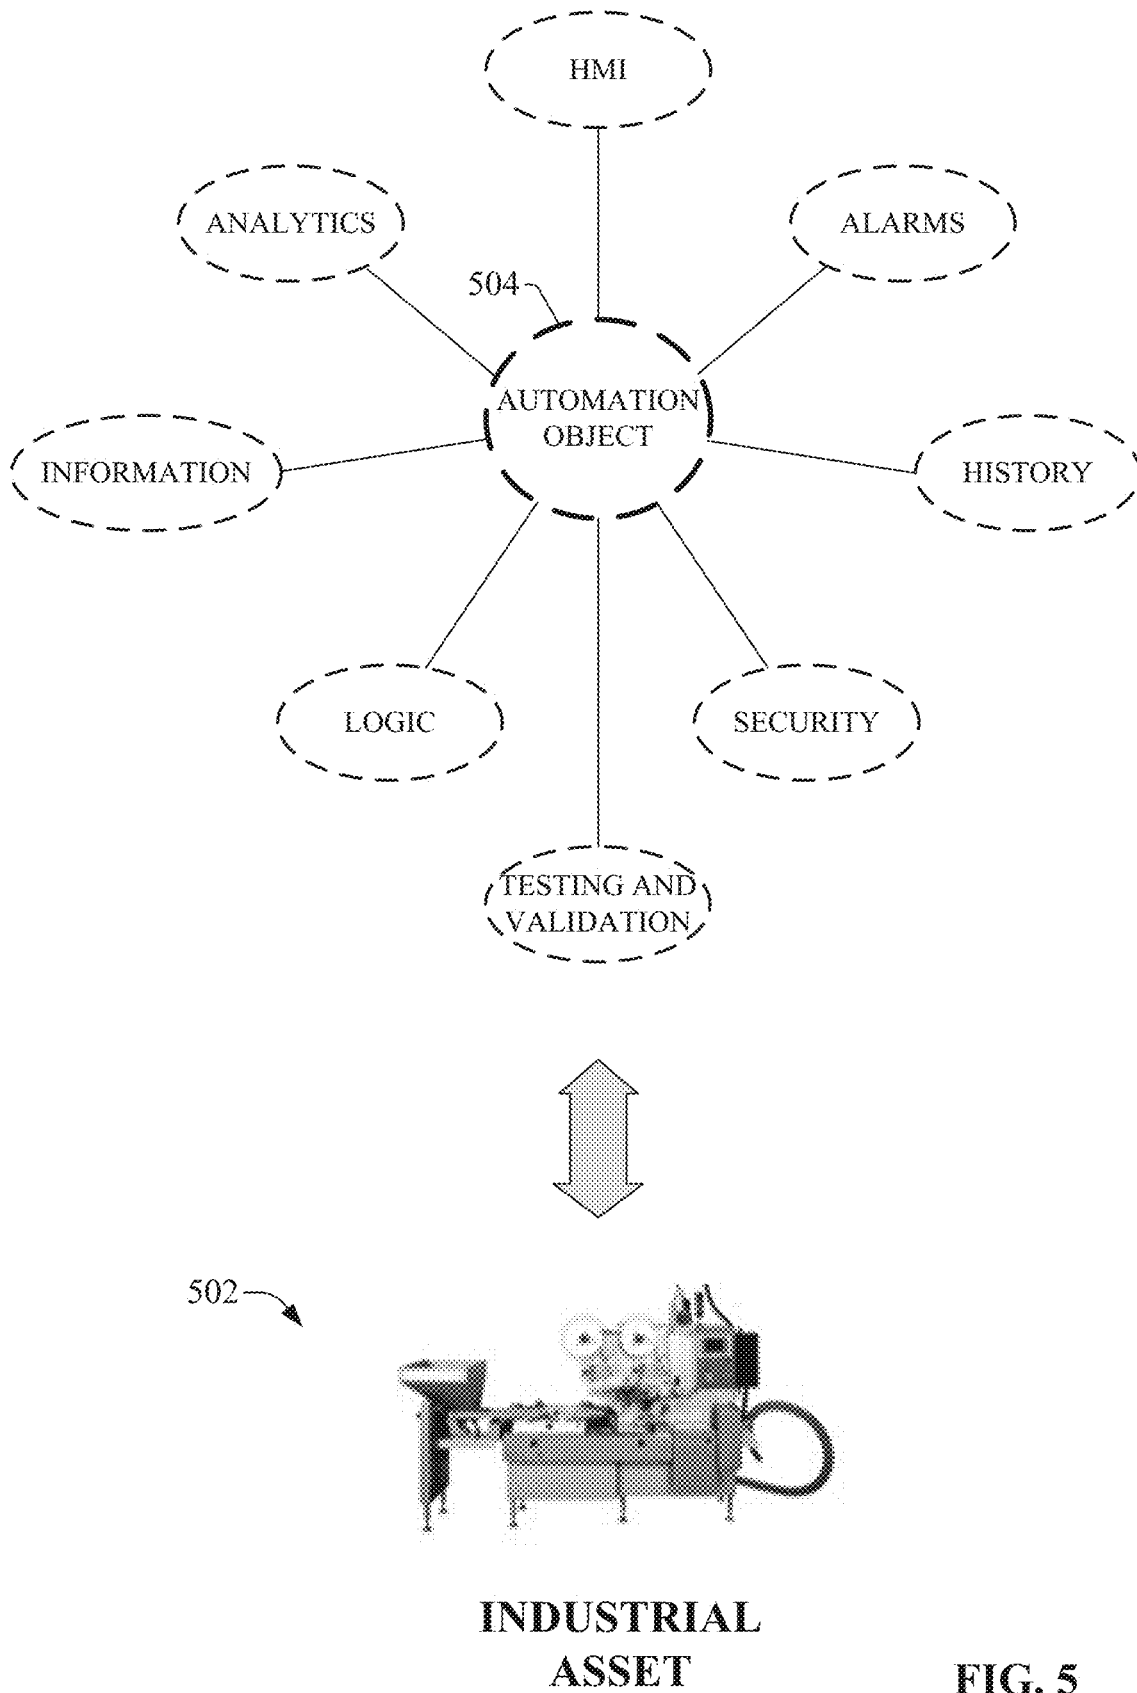 HMI
ANALYTICS
ALARMS
504
AUTOMATION
OBJECT
INFORMATION
HISTORY
LOGIC
SECURITY
TESTING AND
VALIDATION
502
INDUSTRIAL
ASSET
FIG. 5